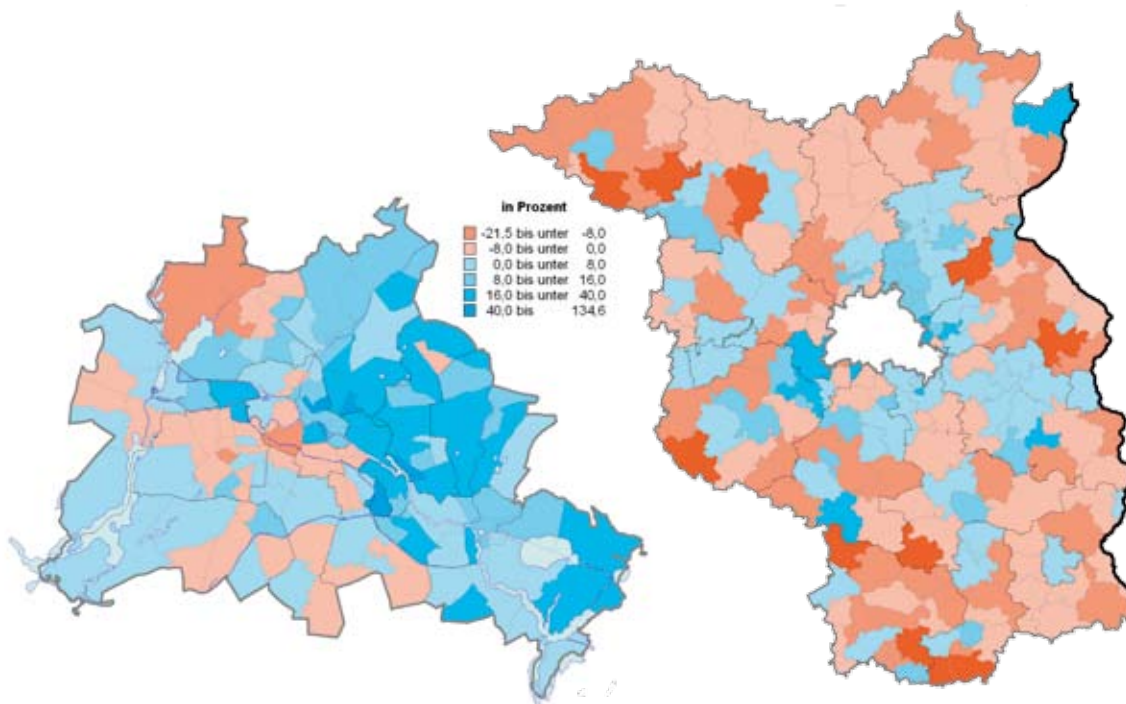 in Prozent
-21,5 bis unter -8,0
-8,0 bis unter 0,0
0,0 bis unter 8,0
8,0 bis unter 16,0
16,0 bis unter 40,0
40,0 bis 134,6